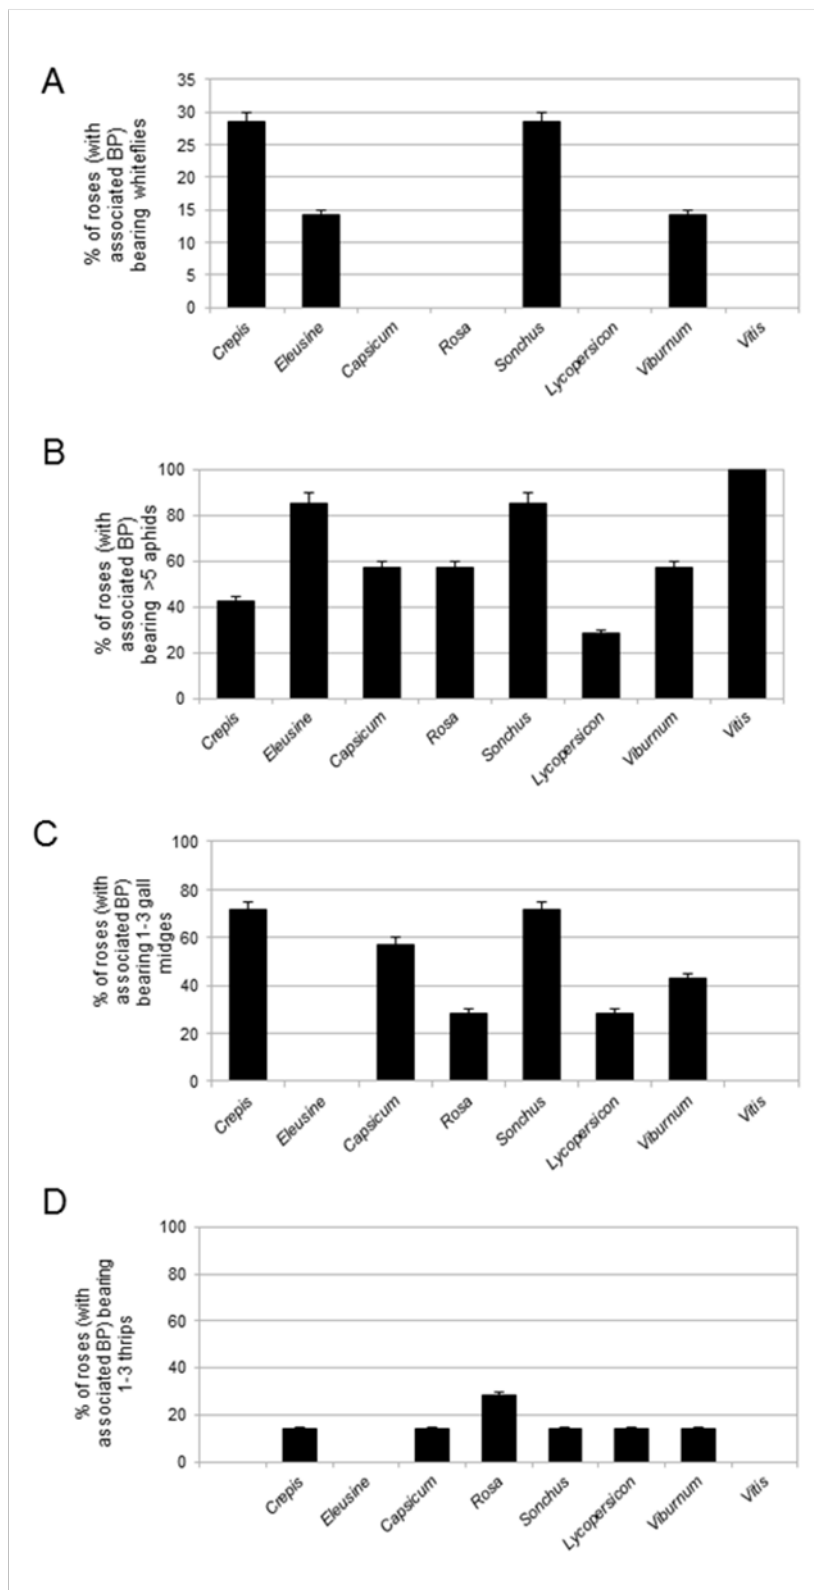 A
% of roses (with
associated BP)
bearing whiteflies
35
30
25
20
15
10
5
0
Crepis
Eleusine
Capsicum
Rosa
Sonchus
Lycopersicon
Viburnum
Vitis
B
% of roses (with
associated BP)
bearing >5 aphids
100
80
60
40
20
0
Crepis
Eleusine
Capsicum
Rosa
Sonchus
Lycopersicon
Viburnum
Vitis
C
% of roses (with
associated BP)
bearing 1-3 gall
midges
100
80
60
40
20
0
Crepis
Eleusine
Capsicum
Rosa
Sonchus
Lycopersicon
Viburnum
Vitis
D
% of roses (with
associated BP) bearing
1-3 thrips
100
80
60
40
20
0
Crepis
Eleusine
Capsicum
Rosa
Sonchus
Lycopersicon
Viburnum
Vitis